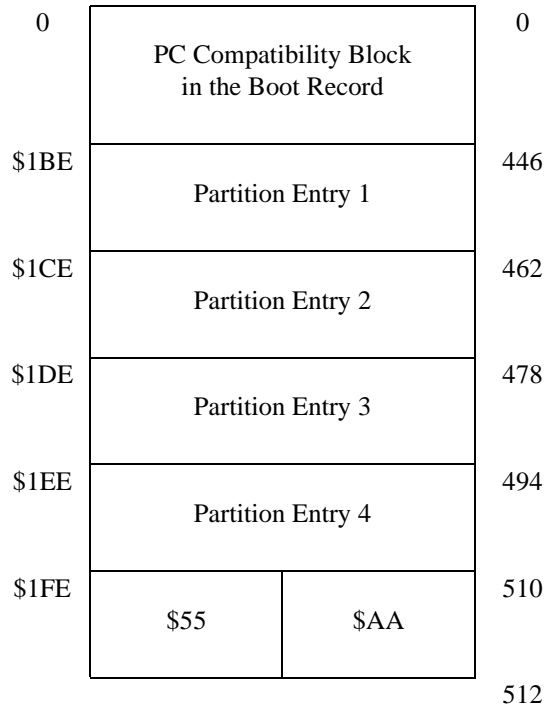 0 0
PC Compatibility Block
in the Boot Record
$1BE 446
Partition Entry 1
$1CE 462
Partition Entry 2
$1DE 478
Partition Entry 3
$1EE 494
Partition Entry 4
$1FE 510
$55 $AA
512